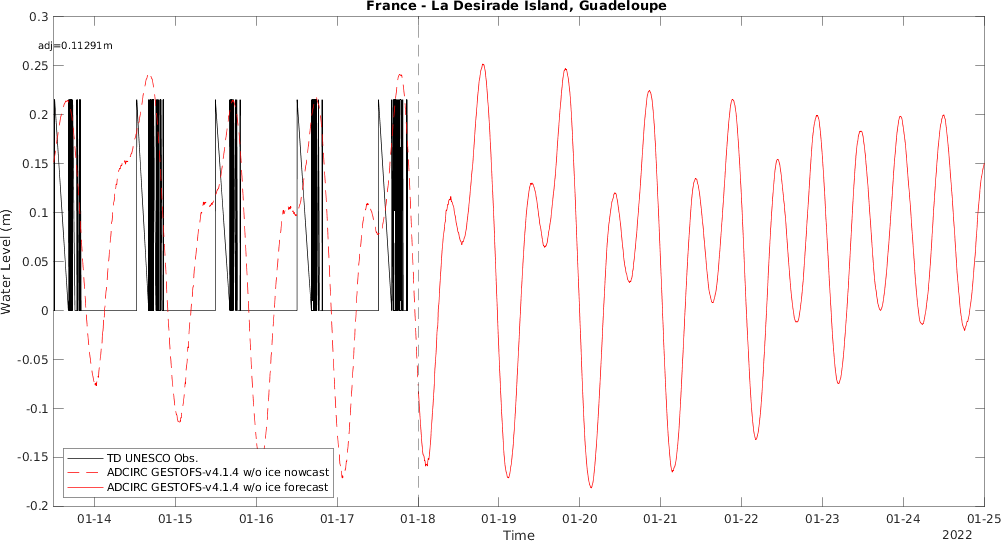 France - La Desirade Island, Guadeloupe
adj=0.11291m
0.3
0.25
0.2
0.15
0.1
0.05
0
-0.05
-0.1
-0.15
-0.2
Water Level (m)
TD UNESCO Obs.
ADCIRC GESTOFS-v4.1.4 w/o ice nowcast
ADCIRC GESTOFS-v4.1.4 w/o ice forecast
01-14 01-15 01-16 01-17 01-18 01-19 01-20 01-21 01-22 01-23 01-24 01-25
Time
2022